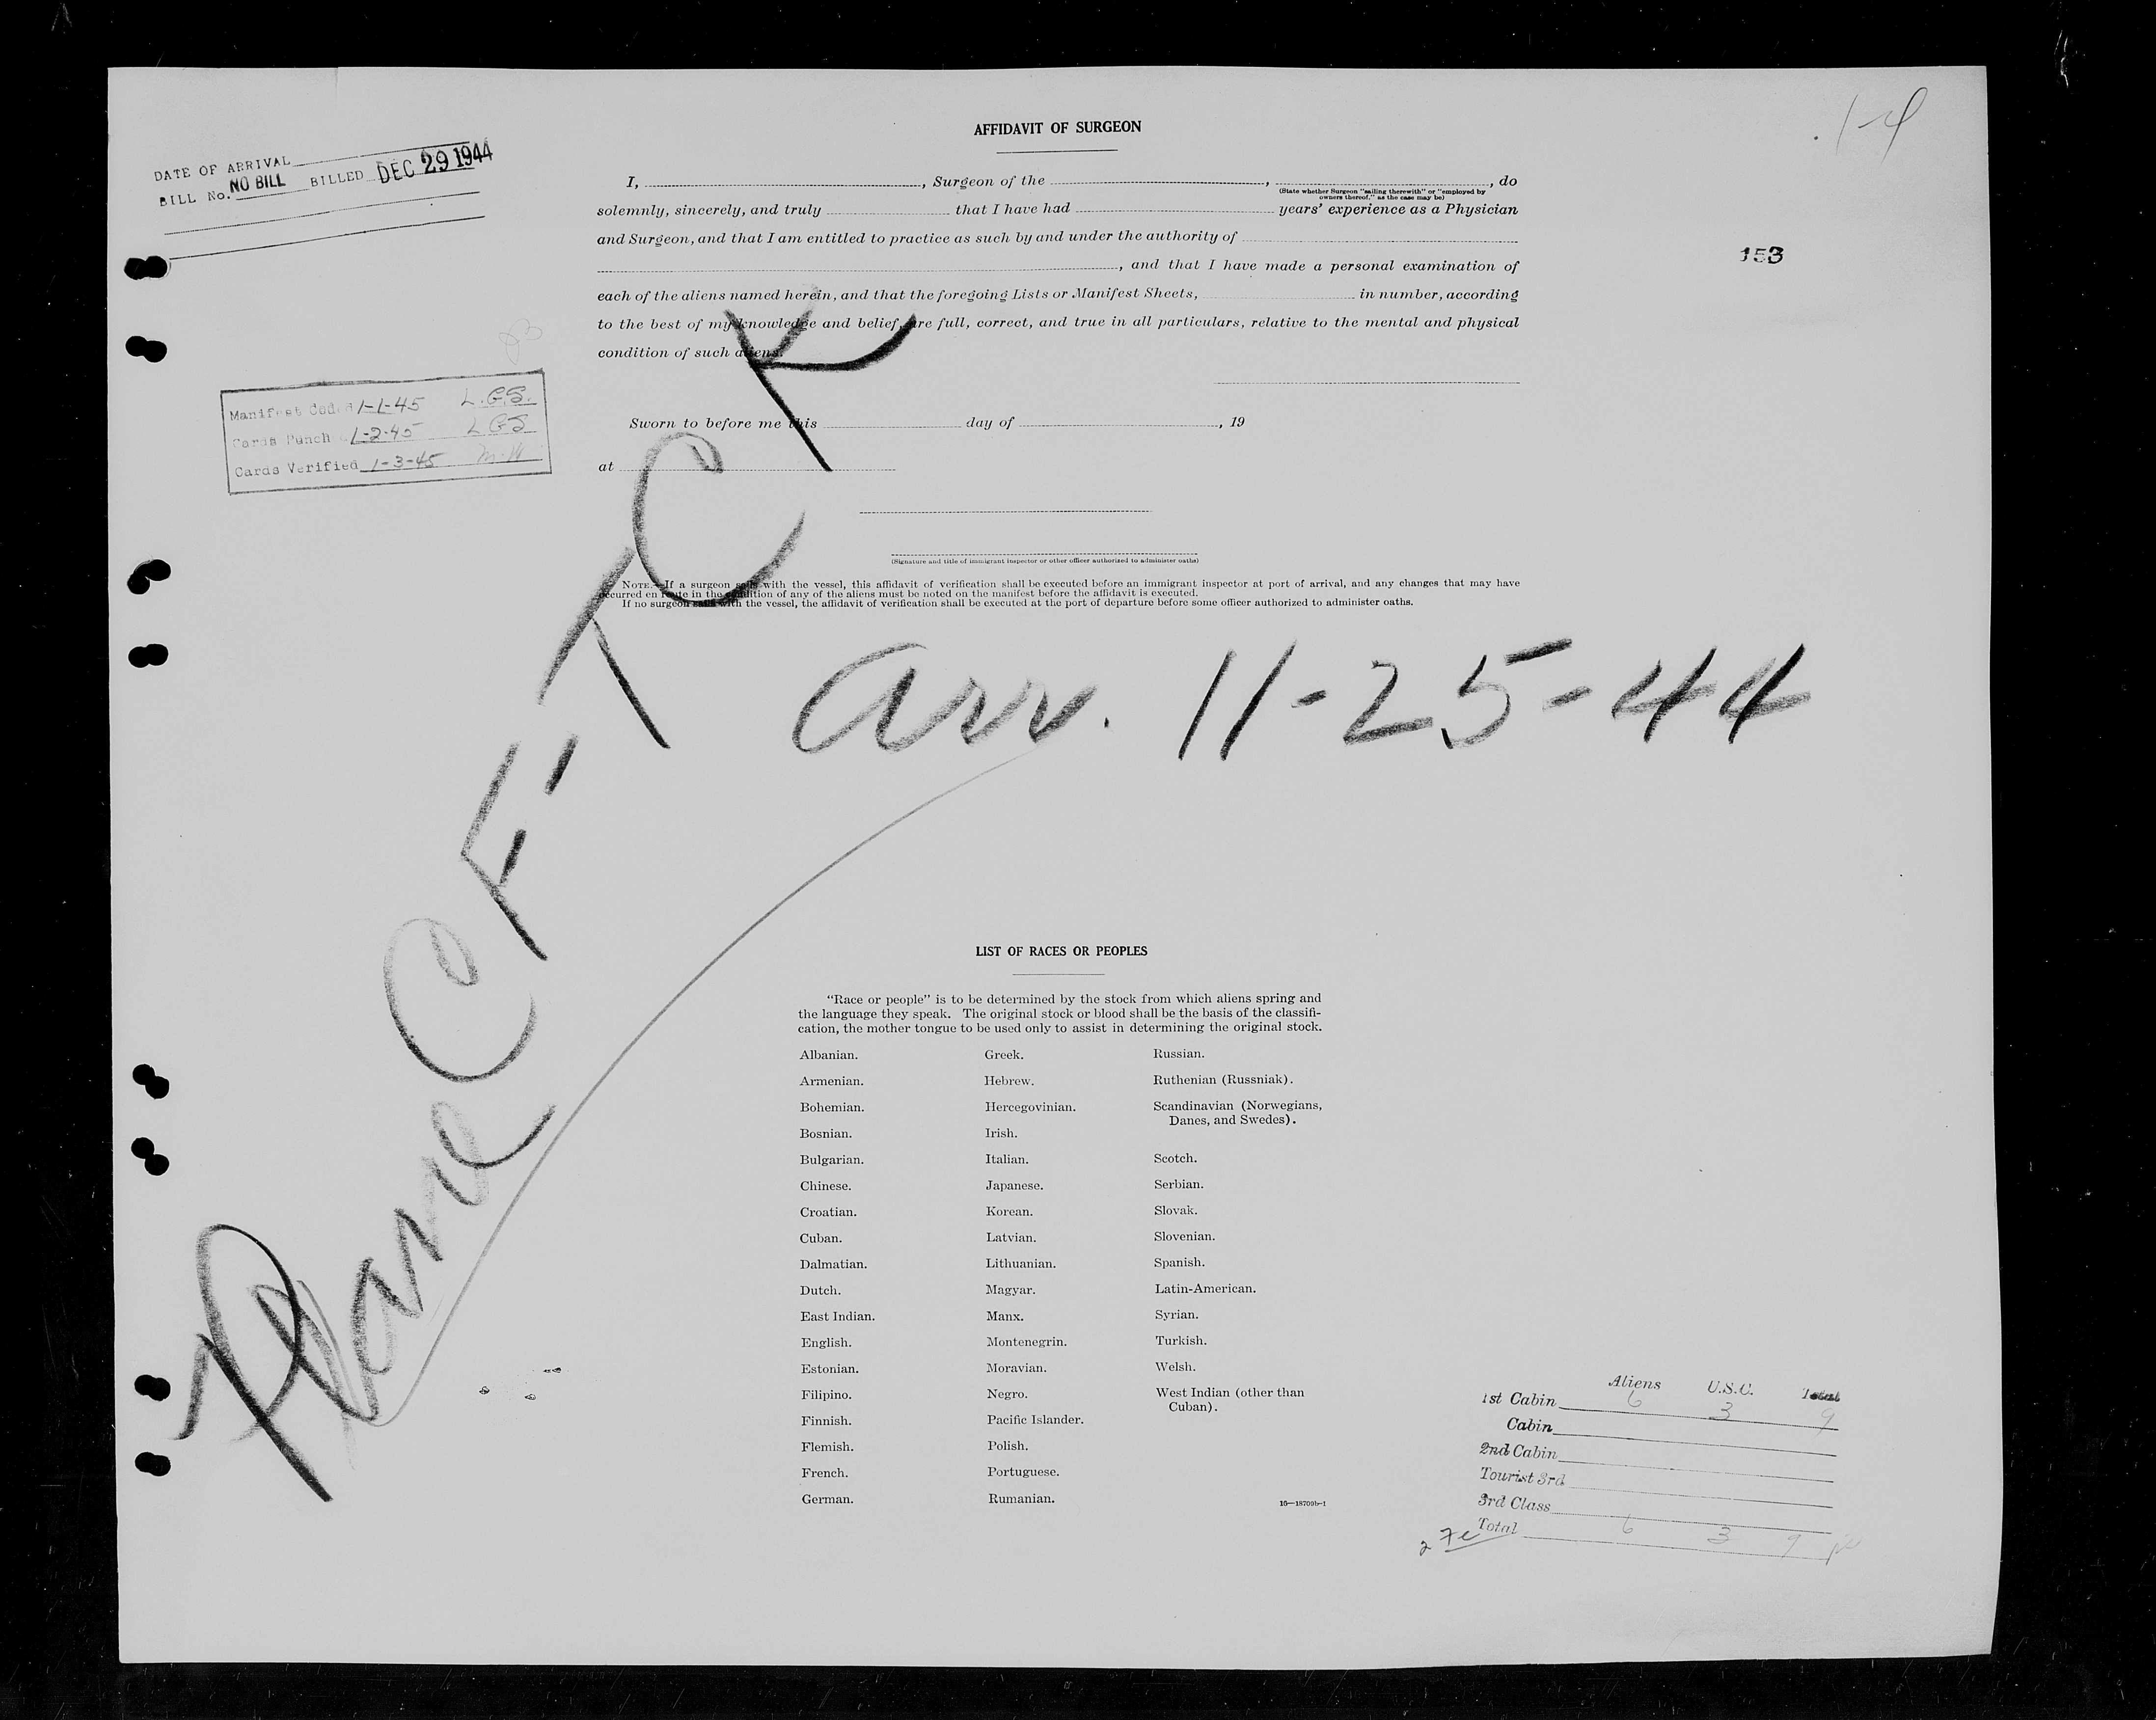 1-4
DATE OF ARRIVAL
BILL No. NO BILL BILLED DEC 29 1944
AFFIDAVIT OF SURGEON
I, , Surgeon of the , , do
(State whether Surgeon "sailing therewith" or "employed by
owners thereof," as the case may be)
solemnly, sincerely, and truly that I have had years' experience as a Physician
and Surgeon, and that I am entitled to practice as such by and under the authority of
, and that I have made a personal examination of
153
each of the aliens named herein, and that the foregoing Lists or Manifest Sheets, in number, according
to the best of my knowledge and belief, are full, correct, and true in all particulars, relative to the mental and physical
condition of such aliens.
Manifest Coded 1-1-45 L.G.S.
Cards Punch 1-2-45 LGS
Cards Verified 1-3-45 M.W.
Sworn to before me this day of , 19
at
(Signature and title of immigrant inspector or other officer authorized to administer oaths)
NOTE.—If a surgeon sails with the vessel, this affidavit of verification shall be executed before an immigrant inspector at port of arrival, and any changes that may have
occurred en route in the condition of any of the aliens must be noted on the manifest before the affidavit is executed.
If no surgeon sails with the vessel, the affidavit of verification shall be executed at the port of departure before some officer authorized to administer oaths.
Plane CF-TCK
arr. 11-25-44
LIST OF RACES OR PEOPLES
"Race or people" is to be determined by the stock from which aliens spring and
the language they speak. The original stock or blood shall be the basis of the classifi-
cation, the mother tongue to be used only to assist in determining the original stock.
Albanian.
Armenian.
Bohemian.
Bosnian.
Bulgarian.
Chinese.
Croatian.
Cuban.
Dalmatian.
Dutch.
East Indian.
English.
Estonian.
Filipino.
Finnish.
Flemish.
French.
German.
Greek.
Hebrew.
Hercegovinian.
Irish.
Italian.
Japanese.
Korean.
Latvian.
Lithuanian.
Magyar.
Manx.
Montenegrin.
Moravian.
Negro.
Pacific Islander.
Polish.
Portuguese.
Rumanian.
Russian.
Ruthenian (Russniak).
Scandinavian (Norwegians,
Danes, and Swedes).
Scotch.
Serbian.
Slovak.
Slovenian.
Spanish.
Latin-American.
Syrian.
Turkish.
Welsh.
West Indian (other than
Cuban).
16—18709b-1
Aliens U.S.C. Total
1st Cabin 6 3 9
Cabin
2nd Cabin
Tourist 3rd
3rd Class
Total 6 3 9